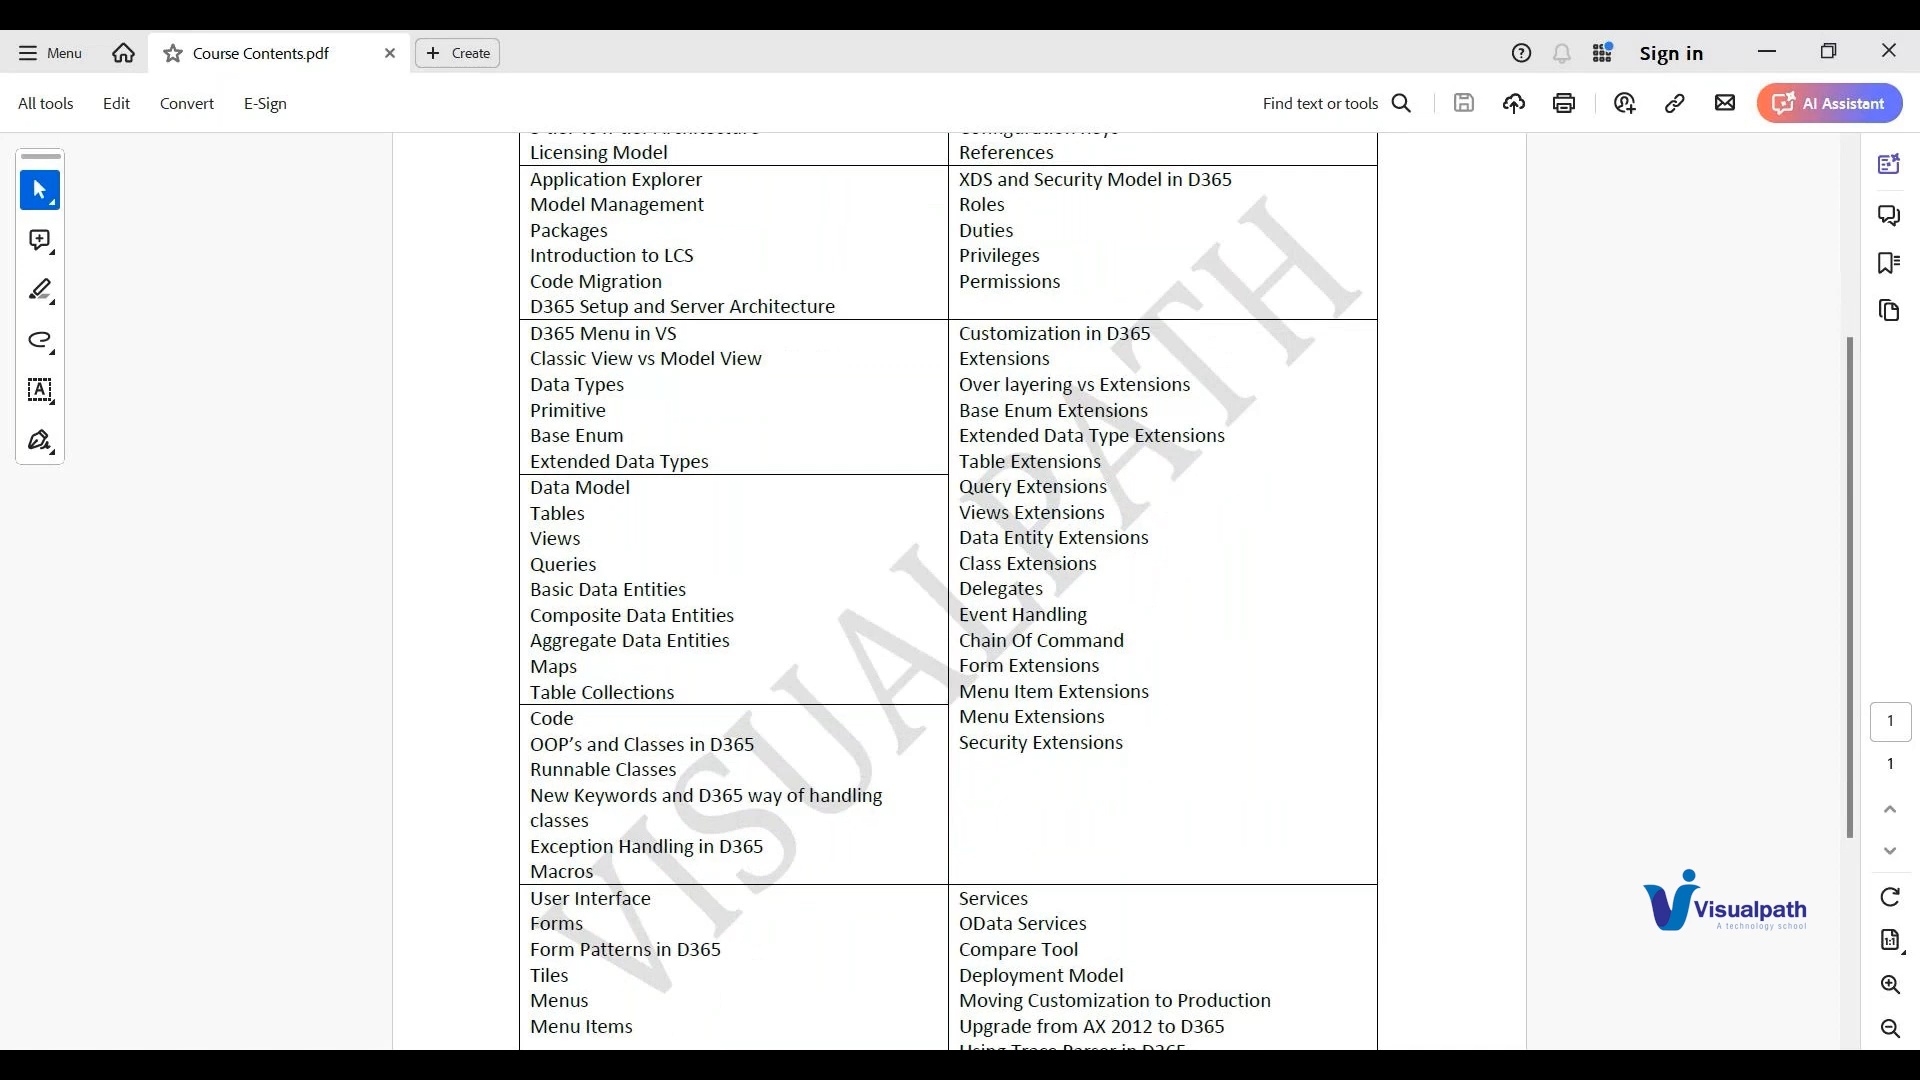 Menu
Course Contents.pdf
Create
Sign in
All tools
Edit
Convert
E-Sign
Find text or tools
AI Assistant
Licensing Model
References
Application Explorer
Model Management
Packages
Introduction to LCS
Code Migration
D365 Setup and Server Architecture
XDS and Security Model in D365
Roles
Duties
Privileges
Permissions
D365 Menu in VS
Classic View vs Model View
Data Types
Primitive
Base Enum
Extended Data Types
Data Model
Tables
Views
Queries
Basic Data Entities
Composite Data Entities
Aggregate Data Entities
Maps
Table Collections
Code
OOP’s and Classes in D365
Runnable Classes
New Keywords and D365 way of handling
classes
Exception Handling in D365
Macros
Customization in D365
Extensions
Over layering vs Extensions
Base Enum Extensions
Extended Data Type Extensions
Table Extensions
Query Extensions
Views Extensions
Data Entity Extensions
Class Extensions
Delegates
Event Handling
Chain Of Command
Form Extensions
Menu Item Extensions
Menu Extensions
Security Extensions
User Interface
Forms
Form Patterns in D365
Tiles
Menus
Menu Items
Services
OData Services
Compare Tool
Deployment Model
Moving Customization to Production
Upgrade from AX 2012 to D365
Using Trace Parser in D365
VISUALPATH
1
1
Visualpath
A technology school